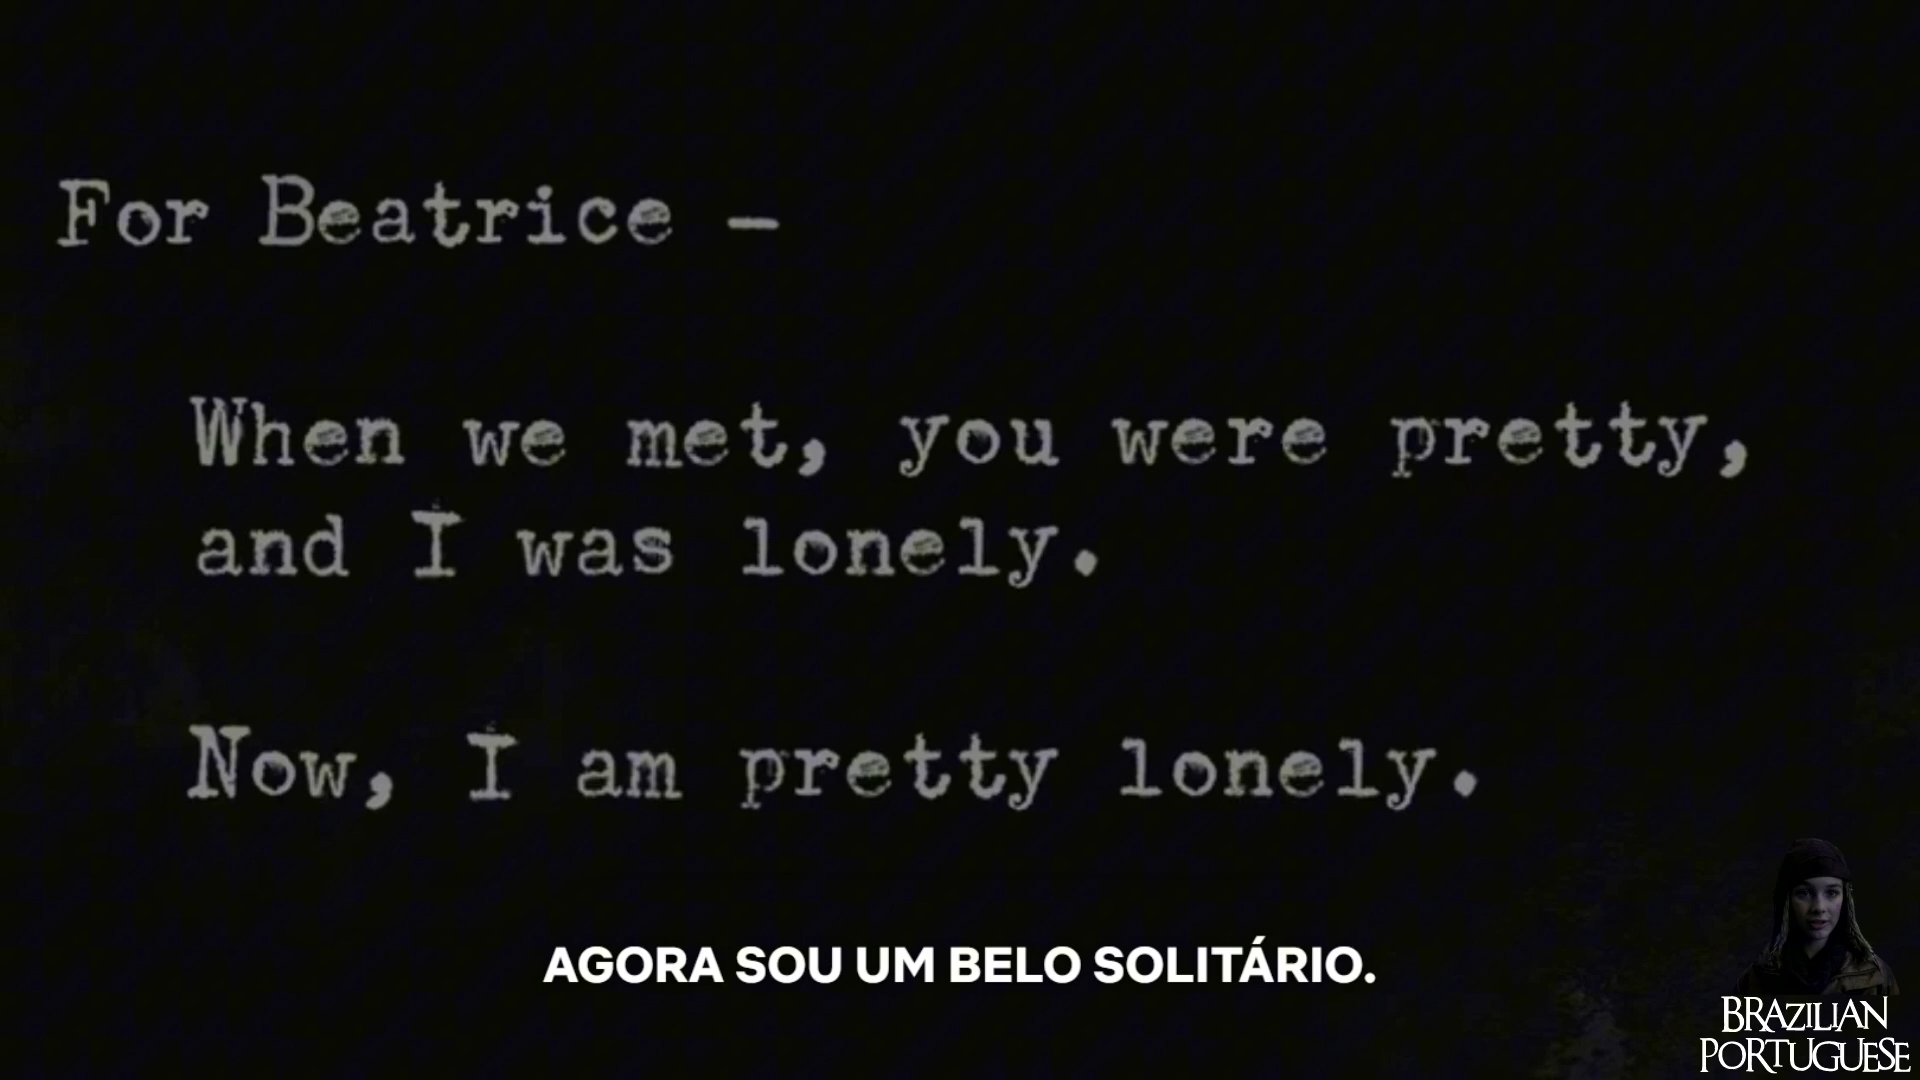 For Beatrice –
When we met, you were pretty,
and I was lonely.
Now, I am pretty lonely.
AGORA SOU UM BELO SOLITÁRIO.
BRAZILIAN
PORTUGUESE